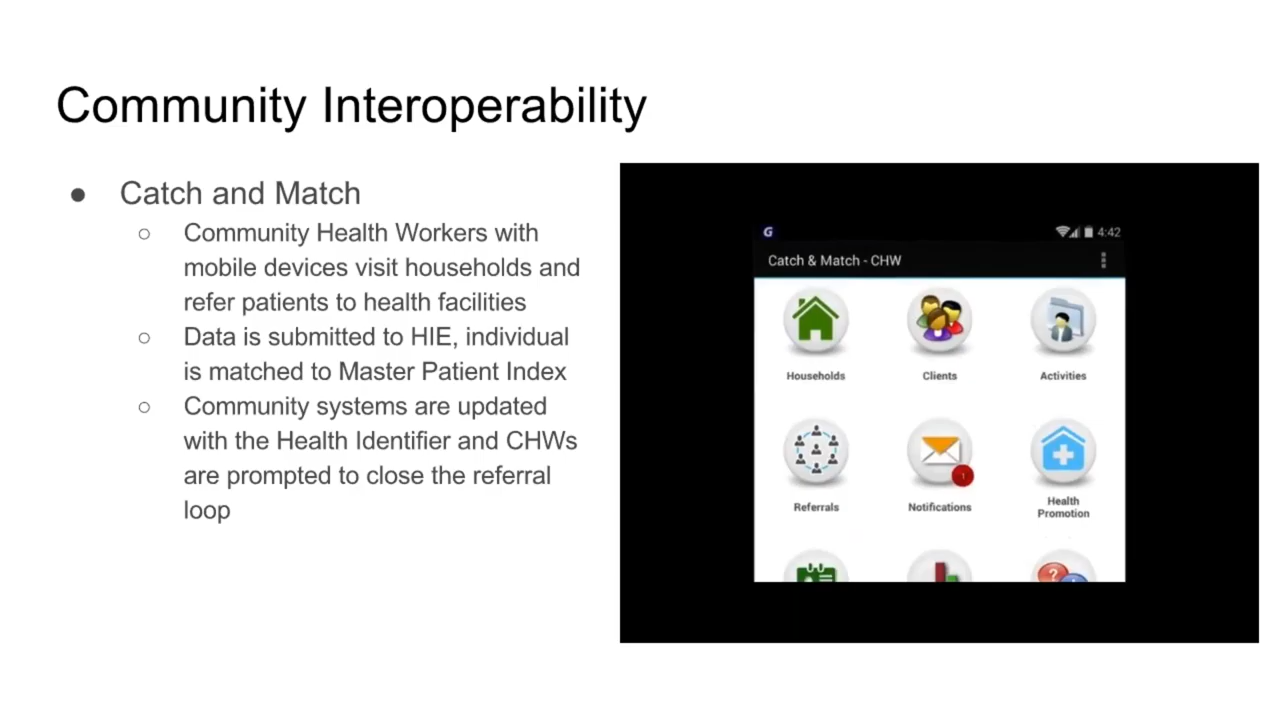 Community Interoperability
● Catch and Match
○ Community Health Workers with
mobile devices visit households and
refer patients to health facilities
○ Data is submitted to HIE, individual
is matched to Master Patient Index
○ Community systems are updated
with the Health Identifier and CHWs
are prompted to close the referral
loop
G 4:42
Catch & Match - CHW
Households Clients Activities
1
Referrals Notifications Health
Promotion
?